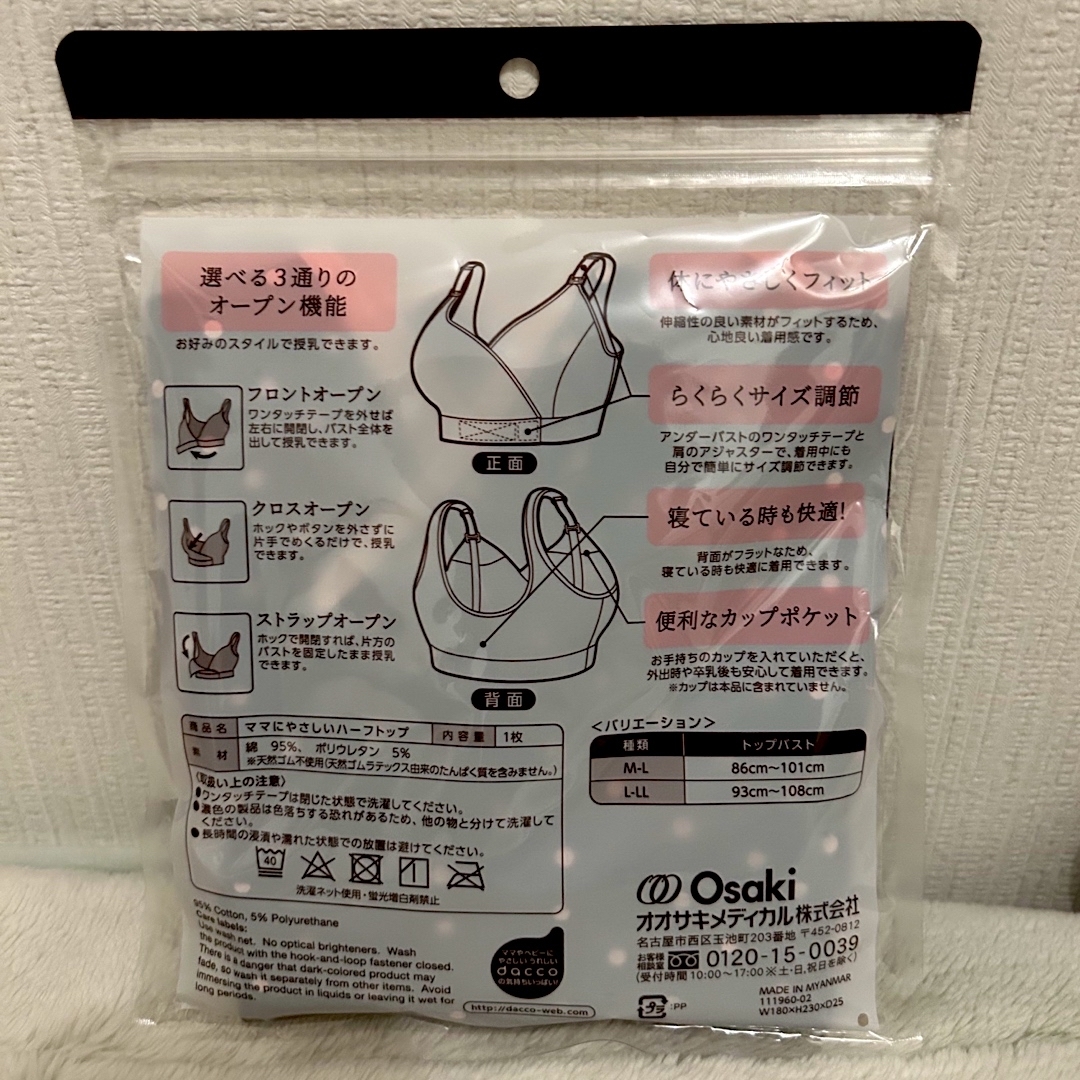 選べる3通りの
オープン機能
お好みのスタイルで授乳できます。
フロントオープン
ワンタッチテープを外せば
左右に開閉し、バスト全体を
出して授乳できます。
クロスオープン
ホックやボタンを外さずに
片手でめくるだけで、授乳
できます。
ストラップオープン
ホックで開閉すれば、片方の
バストを固定したまま授乳
できます。
正面
背面
体にやさしくフィット
伸縮性の良い素材がフィットするため、
心地良い着用感です。
らくらくサイズ調節
アンダーバストのワンタッチテープと
肩のアジャスターで、着用中にも
自分で簡単にサイズ調節できます。
寝ている時も快適!
背面がフラットなため、
寝ている時も快適に着用できます。
便利なカップポケット
お手持ちのカップを入れていただくと、
外出時や卒乳後も安心して着用できます。
※カップは本品に含まれていません。
商品名 ママにやさしいハーフトップ 内容量 1枚
素材 綿 95%、ポリウレタン 5%
※天然ゴム不使用(天然ゴムラテックス由来のたんぱく質を含みません。)
〈取扱い上の注意〉
●ワンタッチテープは閉じた状態で洗濯してください。
●濃色の製品は色落ちする恐れがあるため、他の物と分けて洗濯して
ください。
●長時間の浸漬や濡れた状態での放置は避けてください。
40
洗濯ネット使用・蛍光増白剤禁止
95% Cotton, 5% Polyurethane
Care labels:
Use wash net. No optical brighteners. Wash
the product with the hook-and-loop fastener closed.
There is a danger that dark-colored product may
fade, so wash it separately from other items. Avoid
immersing the product in liquids or leaving it wet for
long periods.
ママやベビーに
やさしい うれしい
dacco
の気持ちいっぱい!
http://dacco-web.com
＜バリエーション＞
種類 トップバスト
M-L 86cm～101cm
L-LL 93cm～108cm
Osaki
オオサキメディカル株式会社
名古屋市西区玉池町203番地 〒452-0812
お客様
相談室 0120-15-0039
(受付時間 10:00～17:00 ※土・日、祝日を除く)
プラ :PP
MADE IN MYANMAR
111960-02
W180×H230×D25